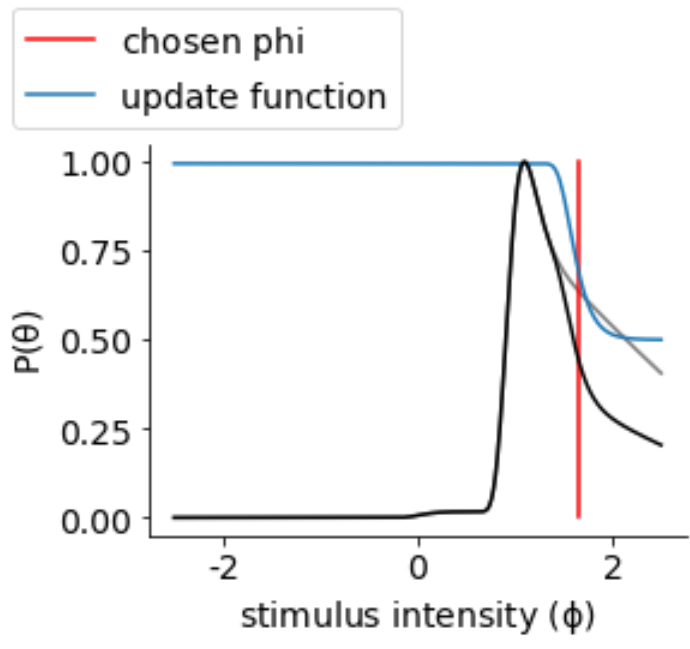 chosen phi
update function
1.00
0.75
0.50
0.25
0.00
P(θ)
-2 0 2
stimulus intensity (ϕ)